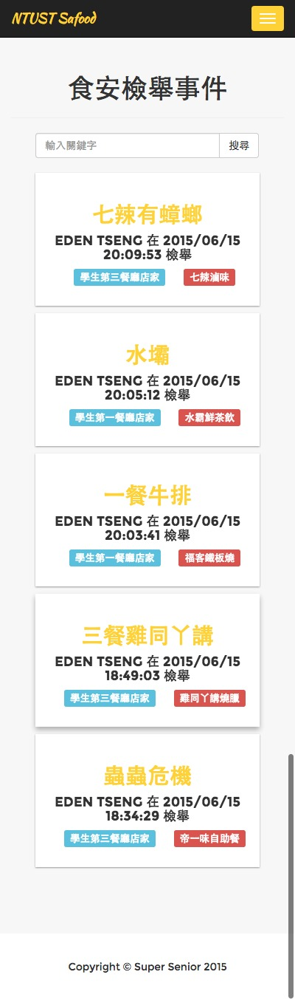 NTUST Safood
食安檢舉事件
輸入關鍵字
搜尋
七辣有蟑螂
EDEN TSENG 在 2015/06/15
20:09:53 檢舉
學生第三餐廳店家 七辣滷味
水壩
EDEN TSENG 在 2015/06/15
20:05:12 檢舉
學生第一餐廳店家 水霸鮮茶飲
一餐牛排
EDEN TSENG 在 2015/06/15
20:03:41 檢舉
學生第一餐廳店家 福客鐵板燒
三餐雞同丫講
EDEN TSENG 在 2015/06/15
18:49:03 檢舉
學生第三餐廳店家 雞同丫講燒臘
蟲蟲危機
EDEN TSENG 在 2015/06/15
18:34:29 檢舉
學生第三餐廳店家 帝一味自助餐
Copyright © Super Senior 2015